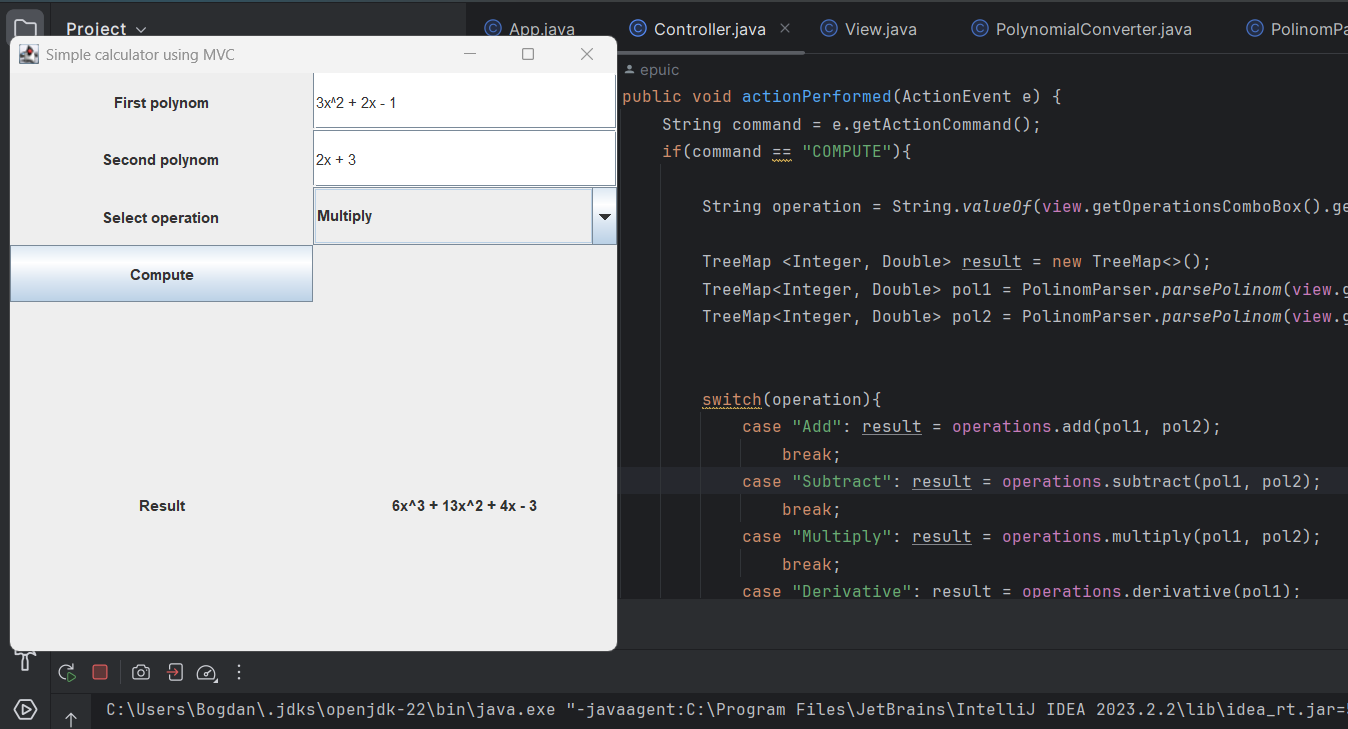 Project
App.java
Controller.java
View.java
PolynomialConverter.java
PolinomPa
Simple calculator using MVC
First polynom
3x^2 + 2x - 1
Second polynom
2x + 3
Select operation
Multiply
Compute
Result
6x^3 + 13x^2 + 4x - 3
epuic
public void actionPerformed(ActionEvent e) {
String command = e.getActionCommand();
if(command == "COMPUTE"){
String operation = String.valueOf(view.getOperationsComboBox().ge
TreeMap <Integer, Double> result = new TreeMap<>();
TreeMap<Integer, Double> pol1 = PolinomParser.parsePolinom(view.g
TreeMap<Integer, Double> pol2 = PolinomParser.parsePolinom(view.g
switch(operation){
case "Add": result = operations.add(pol1, pol2);
break;
case "Subtract": result = operations.subtract(pol1, pol2);
break;
case "Multiply": result = operations.multiply(pol1, pol2);
break;
case "Derivative": result = operations.derivative(pol1);
C:\Users\Bogdan\.jdks\openjdk-22\bin\java.exe "-javaagent:C:\Program Files\JetBrains\IntelliJ IDEA 2023.2.2\lib\idea_rt.jar=